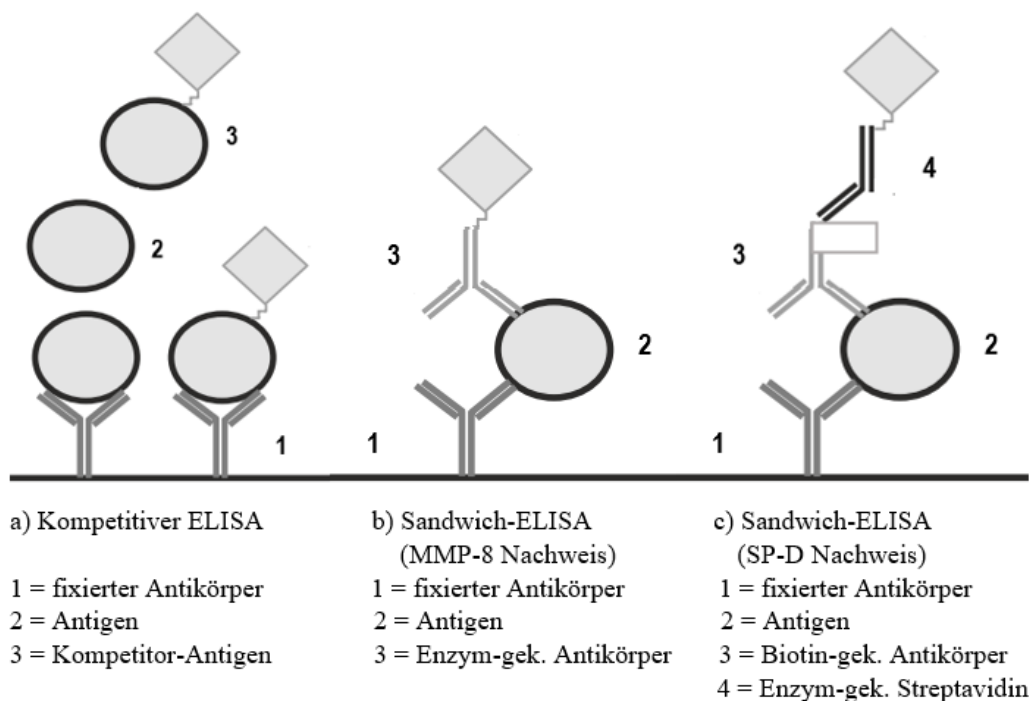 3
2
1
3
2
1
4
3
2
1
a) Kompetitiver ELISA
1 = fixierter Antikörper
2 = Antigen
3 = Kompetitor-Antigen
b) Sandwich-ELISA
(MMP-8 Nachweis)
1 = fixierter Antikörper
2 = Antigen
3 = Enzym-gek. Antikörper
c) Sandwich-ELISA
(SP-D Nachweis)
1 = fixierter Antikörper
2 = Antigen
3 = Biotin-gek. Antikörper
4 = Enzym-gek. Streptavidin